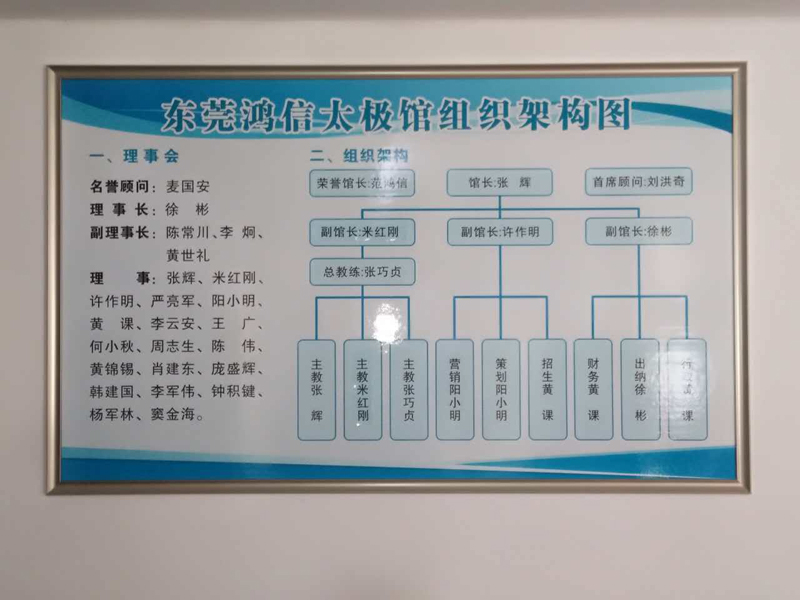 东莞鸿信太极馆组织架构图
一、理事会
名誉顾问：麦国安
理 事 长：徐 彬
副理事长：陈常川、李 炯、
黄世礼
理 事：张辉、米红刚、
许作明、严亮军、阳小明、
黄 课、李云安、王 广、
何小秋、周志生、陈 伟、
黄锦锡、肖建东、庞盛辉、
韩建国、李军伟、钟积键、
杨军林、窦金海。
二、组织架构
荣誉馆长:范鸿信
馆长:张 辉
首席顾问:刘洪奇
副馆长:米红刚
副馆长:许作明
副馆长:徐彬
总教练:张巧贞
主教张 辉
主教米红刚
主教张巧贞
营销阳小明
策划阳小明
招生黄 课
财务黄 课
出纳徐 彬
黄 课